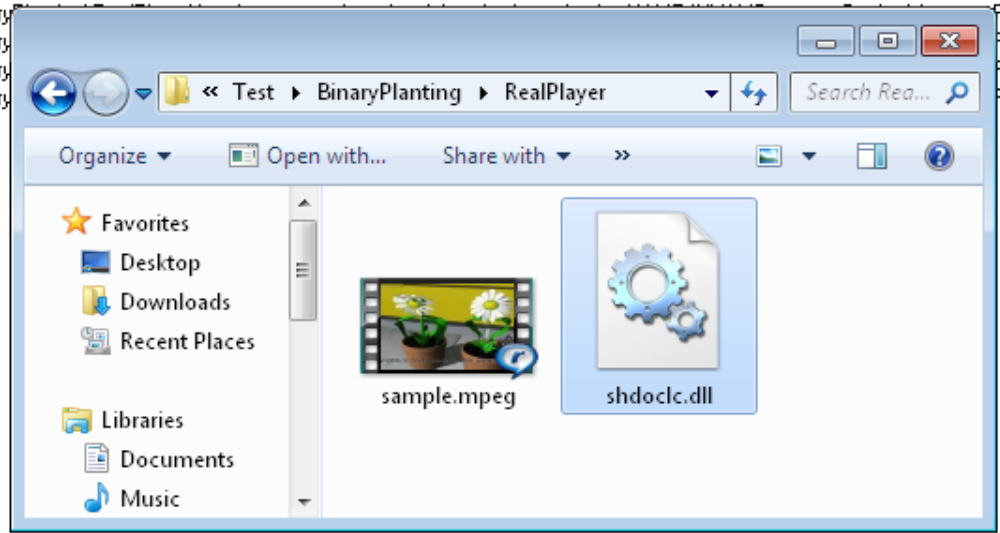 « Test ▸ BinaryPlanting ▸ RealPlayer
Search Rea...
Organize
Open with...
Share with
»
Favorites
Desktop
Downloads
Recent Places
Libraries
Documents
Music
sample.mpeg
shdoclc.dll